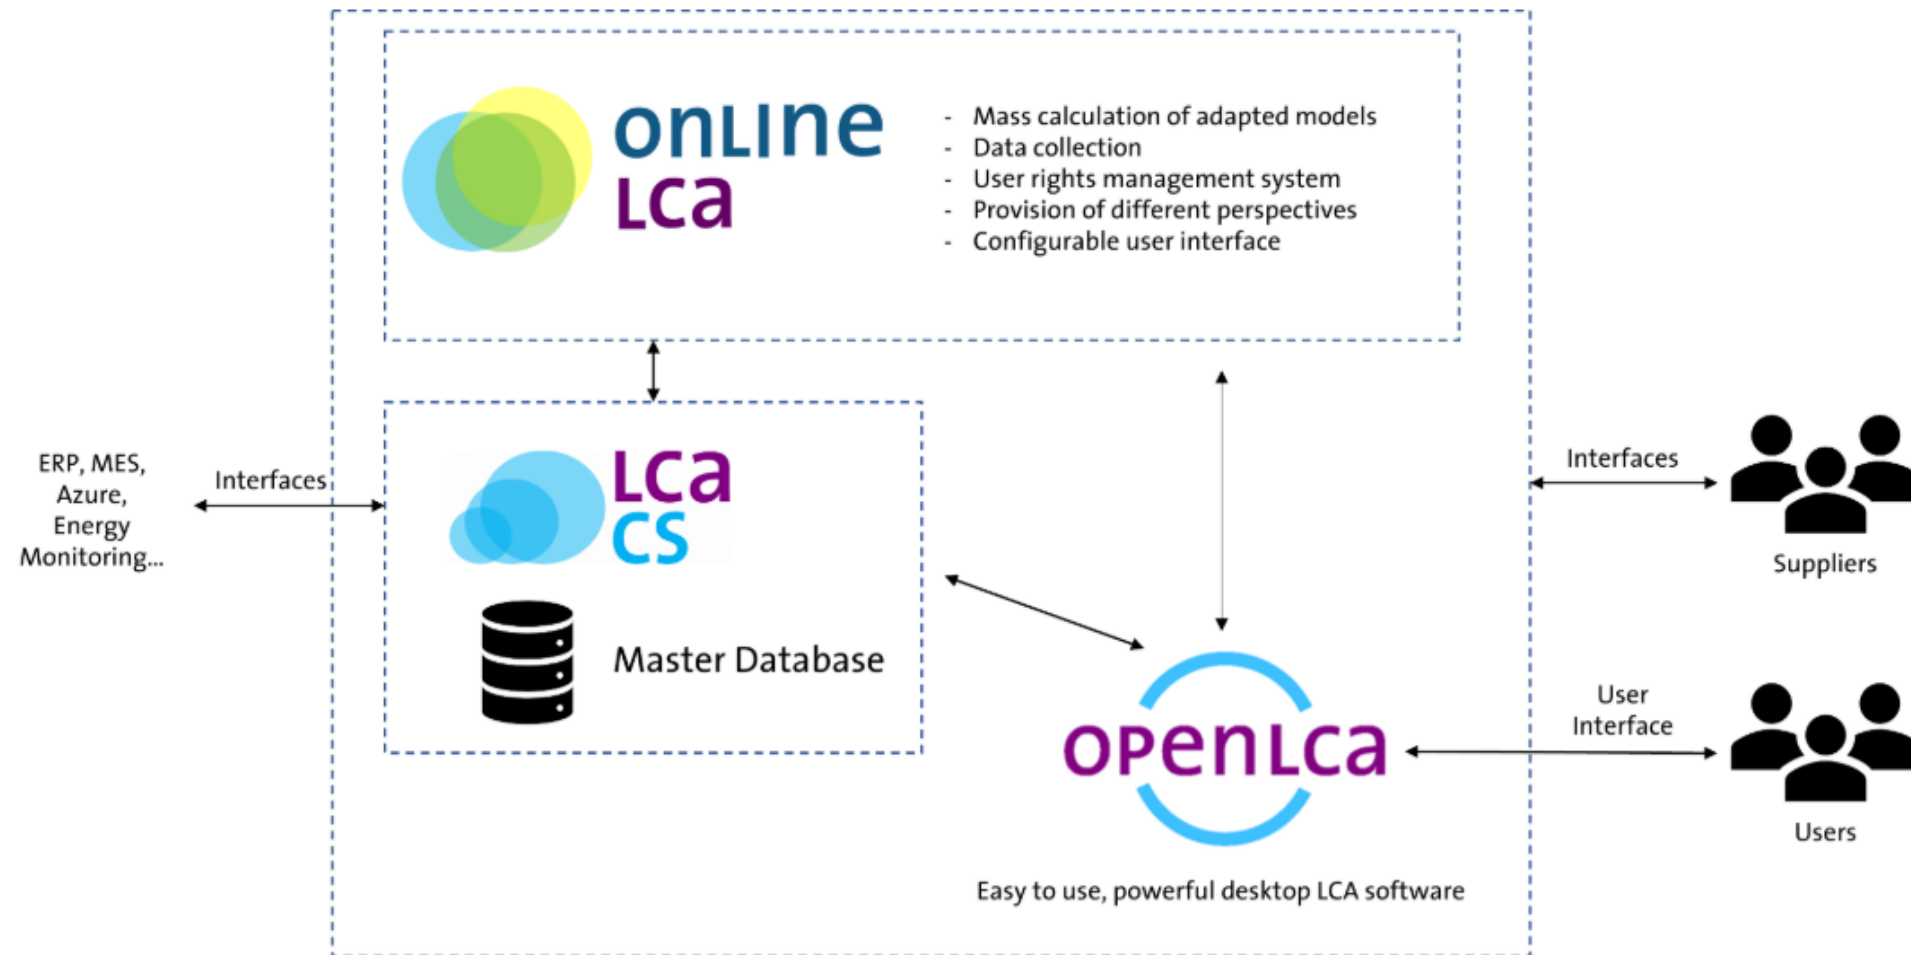 onLine
Lca
- Mass calculation of adapted models
- Data collection
- User rights management system
- Provision of different perspectives
- Configurable user interface
ERP, MES,
Azure,
Energy
Monitoring...
Interfaces
Lca
cs
Master Database
Interfaces
Suppliers
User
Interface
openLca
Users
Easy to use, powerful desktop LCA software